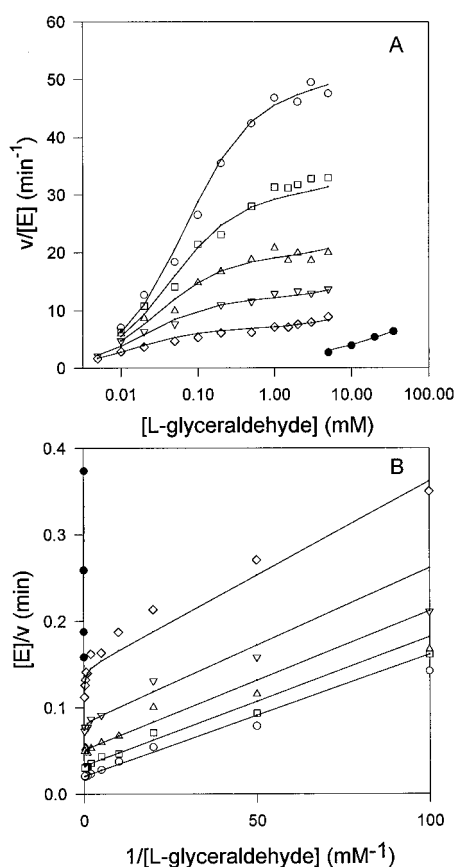 A
60
50
40
30
20
10
0
v/[E] (min⁻¹)
0.01 0.10 1.00 10.00 100.00
[L-glyceraldehyde] (mM)
B
0.4
0.3
0.2
0.1
0.0
[E]/v (min)
0 50 100
1/[L-glyceraldehyde] (mM⁻¹)